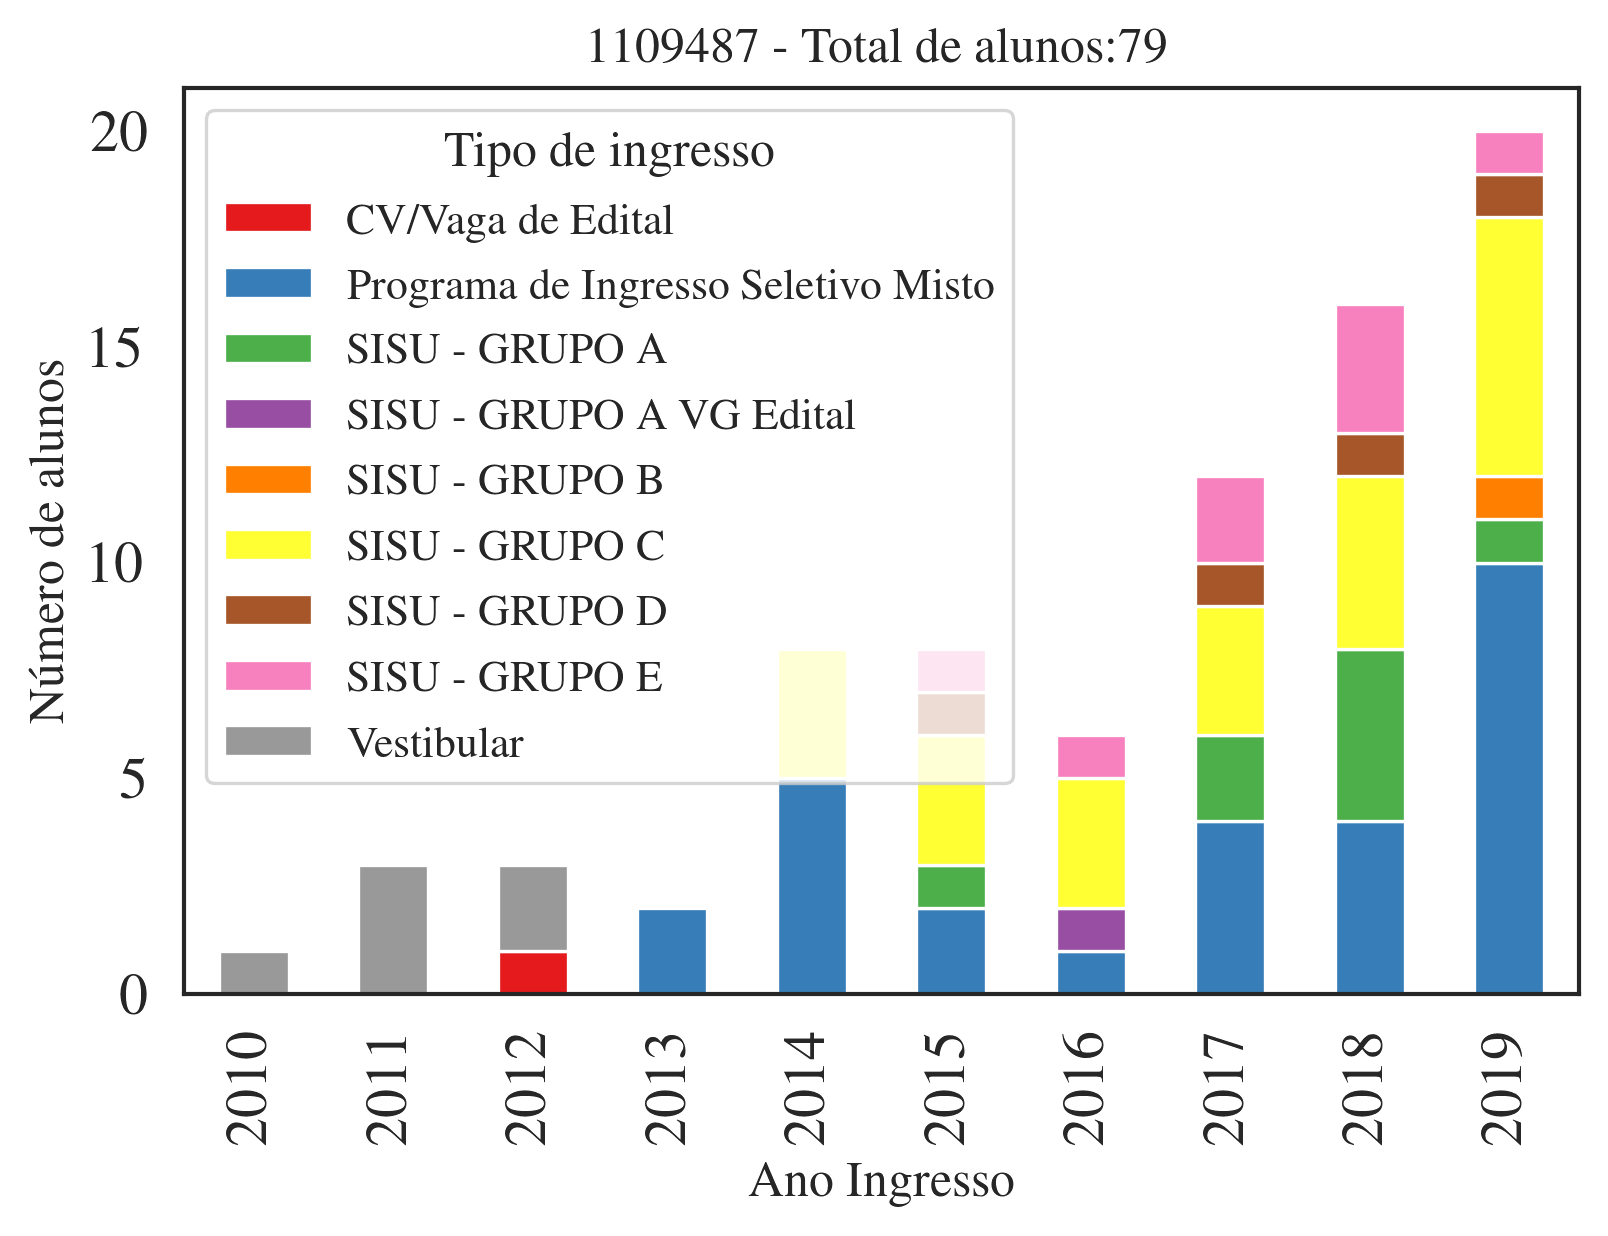 1109487 - Total de alunos:79
Número de alunos
20
15
10
5
0
Tipo de ingresso
CV/Vaga de Edital
Programa de Ingresso Seletivo Misto
SISU - GRUPO A
SISU - GRUPO A VG Edital
SISU - GRUPO B
SISU - GRUPO C
SISU - GRUPO D
SISU - GRUPO E
Vestibular
2010 2011 2012 2013 2014 2015 2016 2017 2018 2019
Ano Ingresso